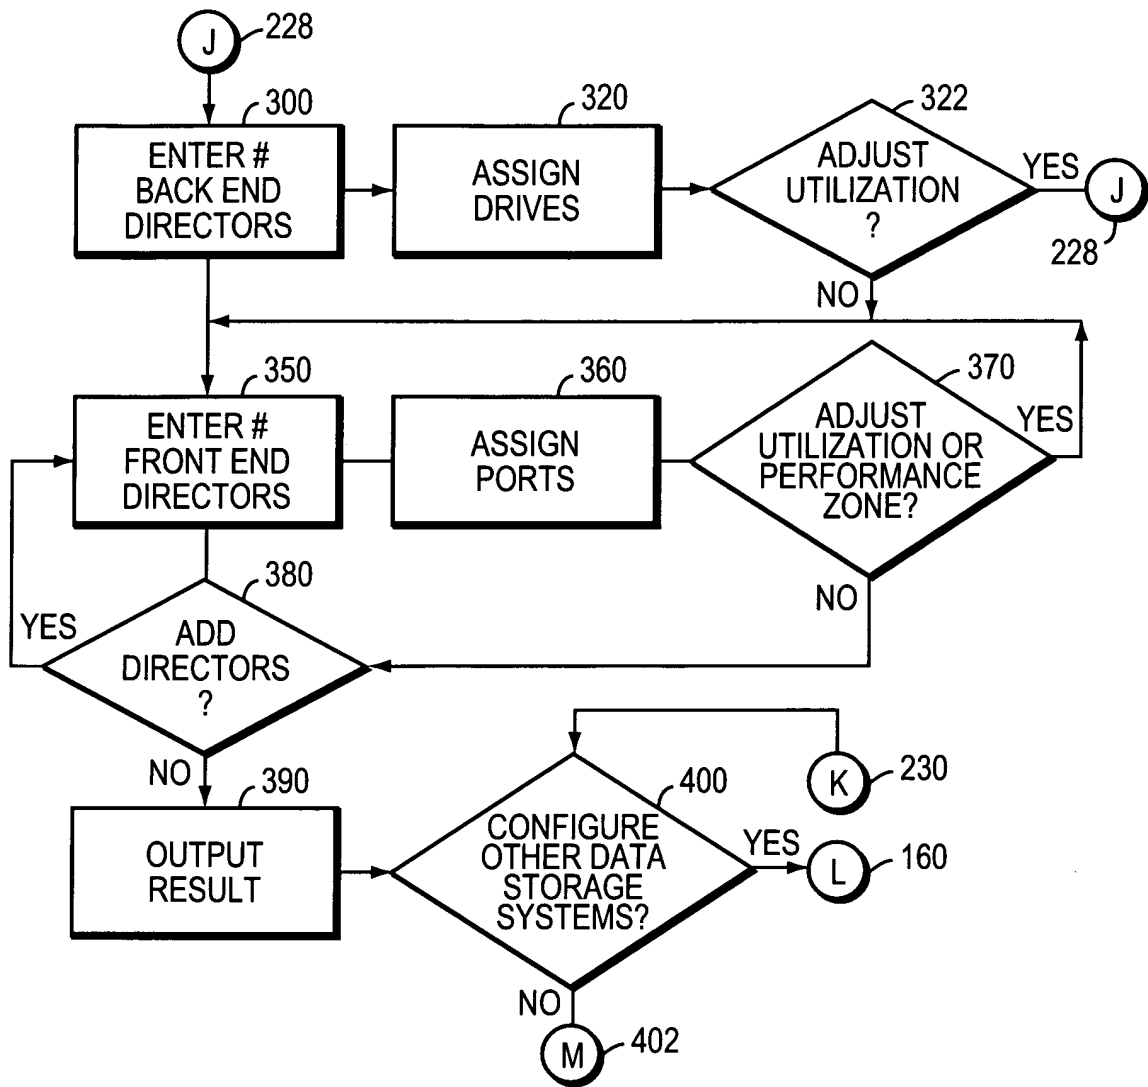 J
228
300
ENTER #
BACK END
DIRECTORS
320
ASSIGN
DRIVES
322
ADJUST
UTILIZATION
?
YES
J
228
NO
350
ENTER #
FRONT END
DIRECTORS
360
ASSIGN
PORTS
370
ADJUST
UTILIZATION OR
PERFORMANCE
ZONE?
YES
NO
380
ADD
DIRECTORS
?
YES
NO
390
OUTPUT
RESULT
K
230
400
CONFIGURE
OTHER DATA
STORAGE
SYSTEMS?
YES
L
160
NO
M
402